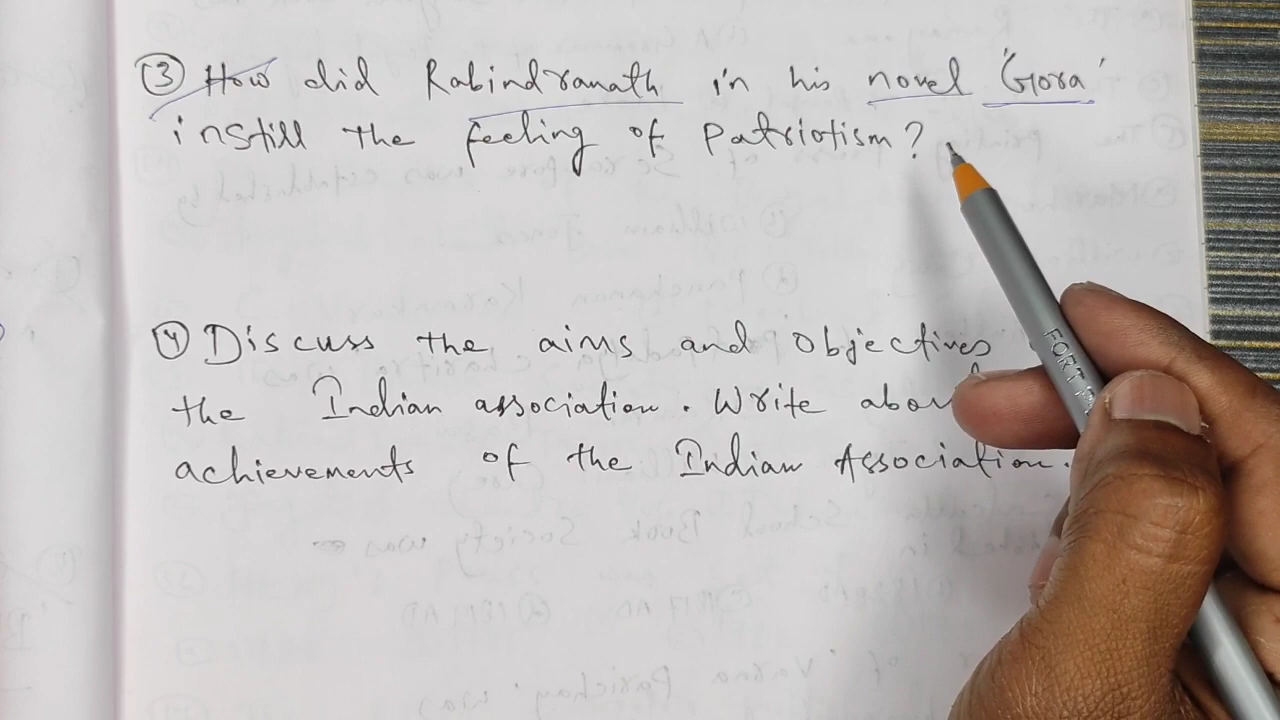 ③ How did Rabindranath in his novel 'Gora'
instill the feeling of Patriotism?
④ Discuss the aims and objectives
the Indian association. Write
achievements of the Indian Association.
FORT